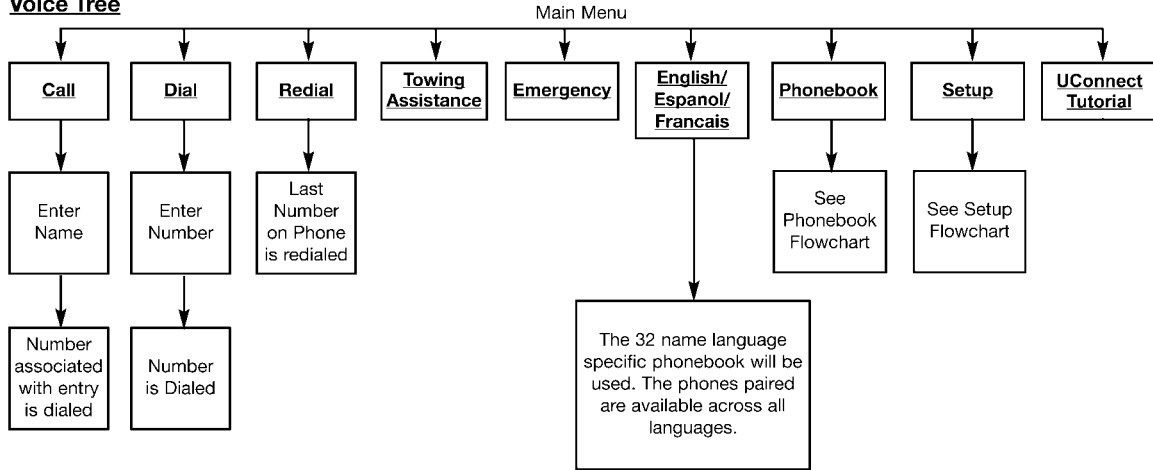 Voice Tree
Main Menu
Call
Dial
Redial
Towing
Assistance
Emergency
English/
Espanol/
Francais
Phonebook
Setup
UConnect
Tutorial
Enter
Name
Enter
Number
Last
Number
on Phone
is redialed
See
Phonebook
Flowchart
See Setup
Flowchart
Number
associated
with entry
is dialed
Number
is Dialed
The 32 name language
specific phonebook will be
used. The phones paired
are available across all
languages.